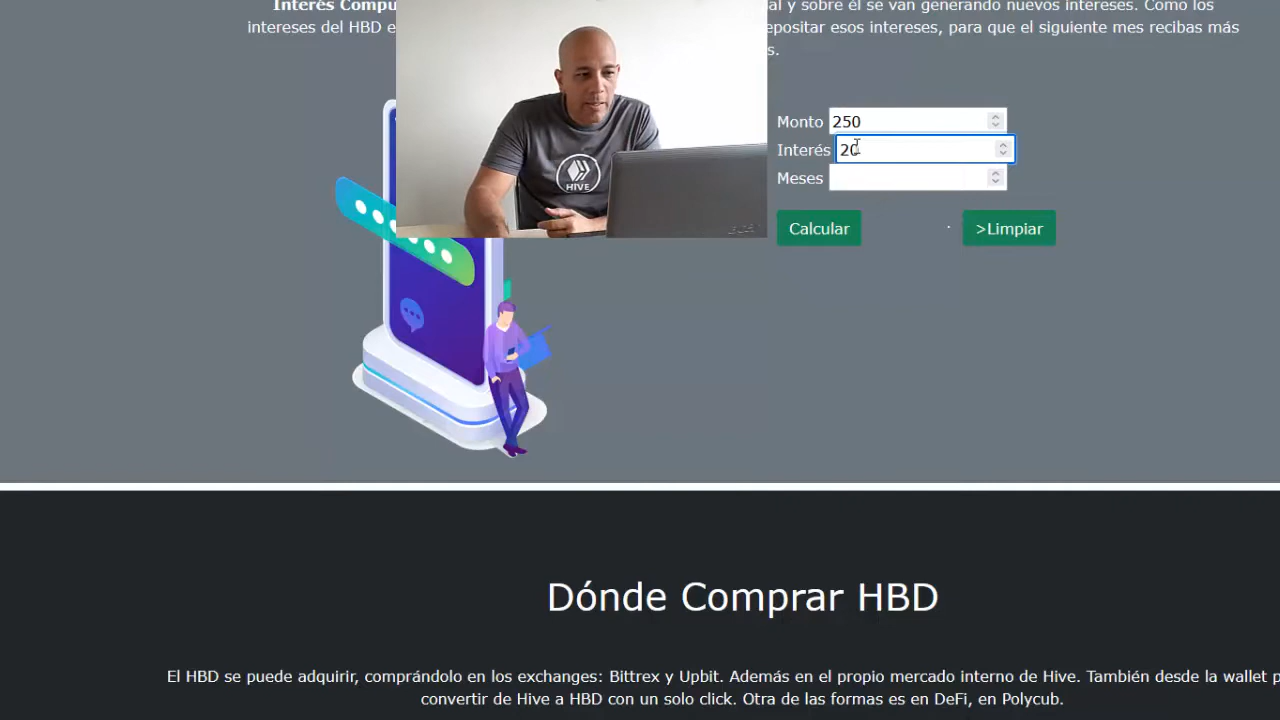 Interés Compu
al y sobre él se van generando nuevos intereses. Como los
intereses del HBD e
epositar esos intereses, para que el siguiente mes recibas más
s.
Monto 250
Interés 20
Meses
Calcular
>Limpiar
HIVE
Dónde Comprar HBD
El HBD se puede adquirir, comprándolo en los exchanges: Bittrex y Upbit. Además en el propio mercado interno de Hive. También desde la wallet p
convertir de Hive a HBD con un solo click. Otra de las formas es en DeFi, en Polycub.